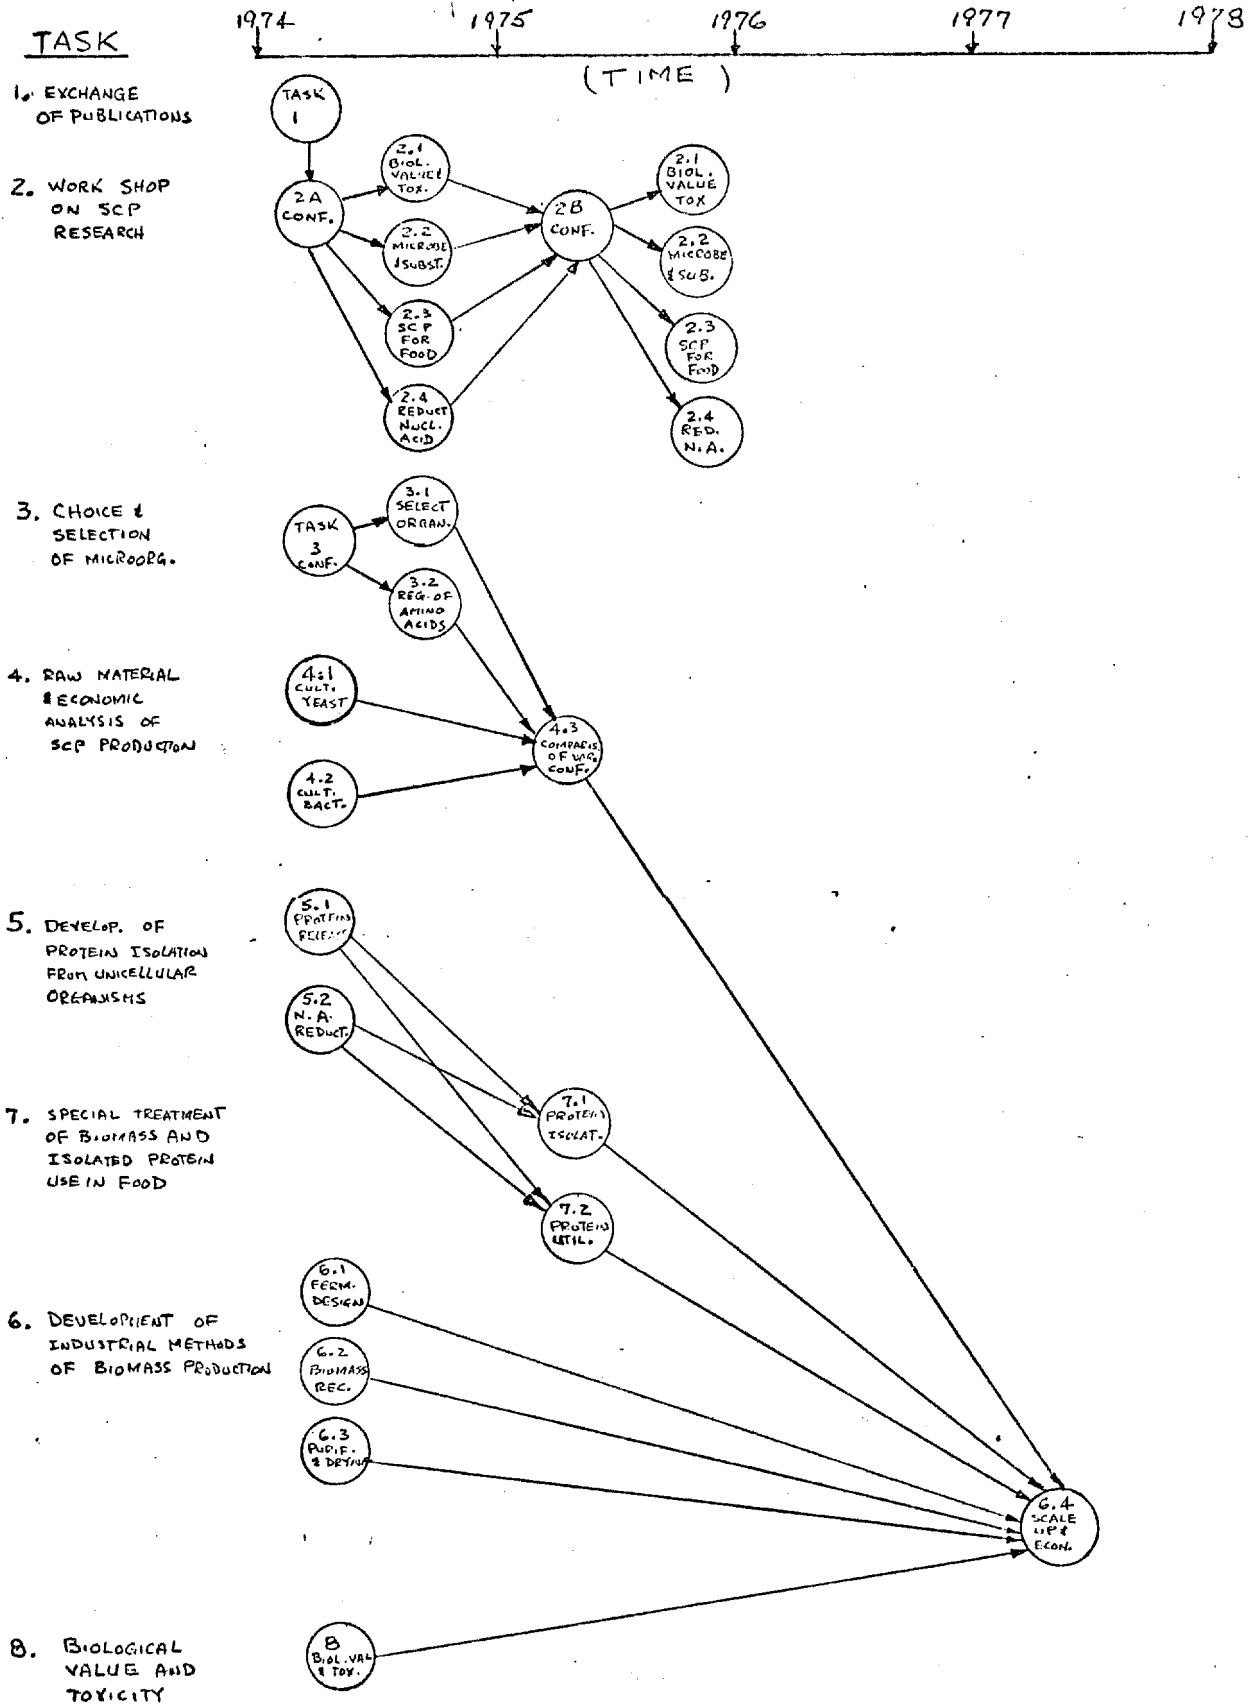 1974 1975 1976 1977 1978
TASK
(TIME)
1. EXCHANGE
OF PUBLICATIONS
TASK
1
2. WORK SHOP
ON SCP
RESEARCH
2A
CONF.
2.1
BIOL.
VALUE &
TOX.
2.2
MICROBE
& SUBST.
2.3
SCP
FOR
FOOD
2.4
REDUCT
NUCL.
ACID
2B
CONF.
2.1
BIOL.
VALUE
TOX
2.2
MICROBE
& SUB.
2.3
SCP
FOR
FOOD
2.4
RED.
N.A.
3. CHOICE &
SELECTION
OF MICROORG.
TASK
3
CONF.
3.1
SELECT
ORGAN.
3.2
REG. OF
AMINO
ACIDS
4. RAW MATERIAL
& ECONOMIC
ANALYSIS OF
SCP PRODUCTION
4.1
CULT.
YEAST
4.2
CULT.
BACT.
4.3
COMPARIS.
OF VAR.
CONF.
5. DEVELOP. OF
PROTEIN ISOLATION
FROM UNICELLULAR
ORGANISMS
5.1
PROTEIN
RELEASE
5.2
N.A.
REDUCT.
7. SPECIAL TREATMENT
OF BIOMASS AND
ISOLATED PROTEIN
USE IN FOOD
7.1
PROTEIN
ISOLAT.
7.2
PROTEIN
UTIL.
6. DEVELOPMENT OF
INDUSTRIAL METHODS
OF BIOMASS PRODUCTION
6.1
FERM.
DESIGN
6.2
BIOMASS
REC.
6.3
PURIF.
& DRYING
6.4
SCALE
UP &
ECON.
8. BIOLOGICAL
VALUE AND
TOXICITY
8
BIOL. VAL
& TOX.